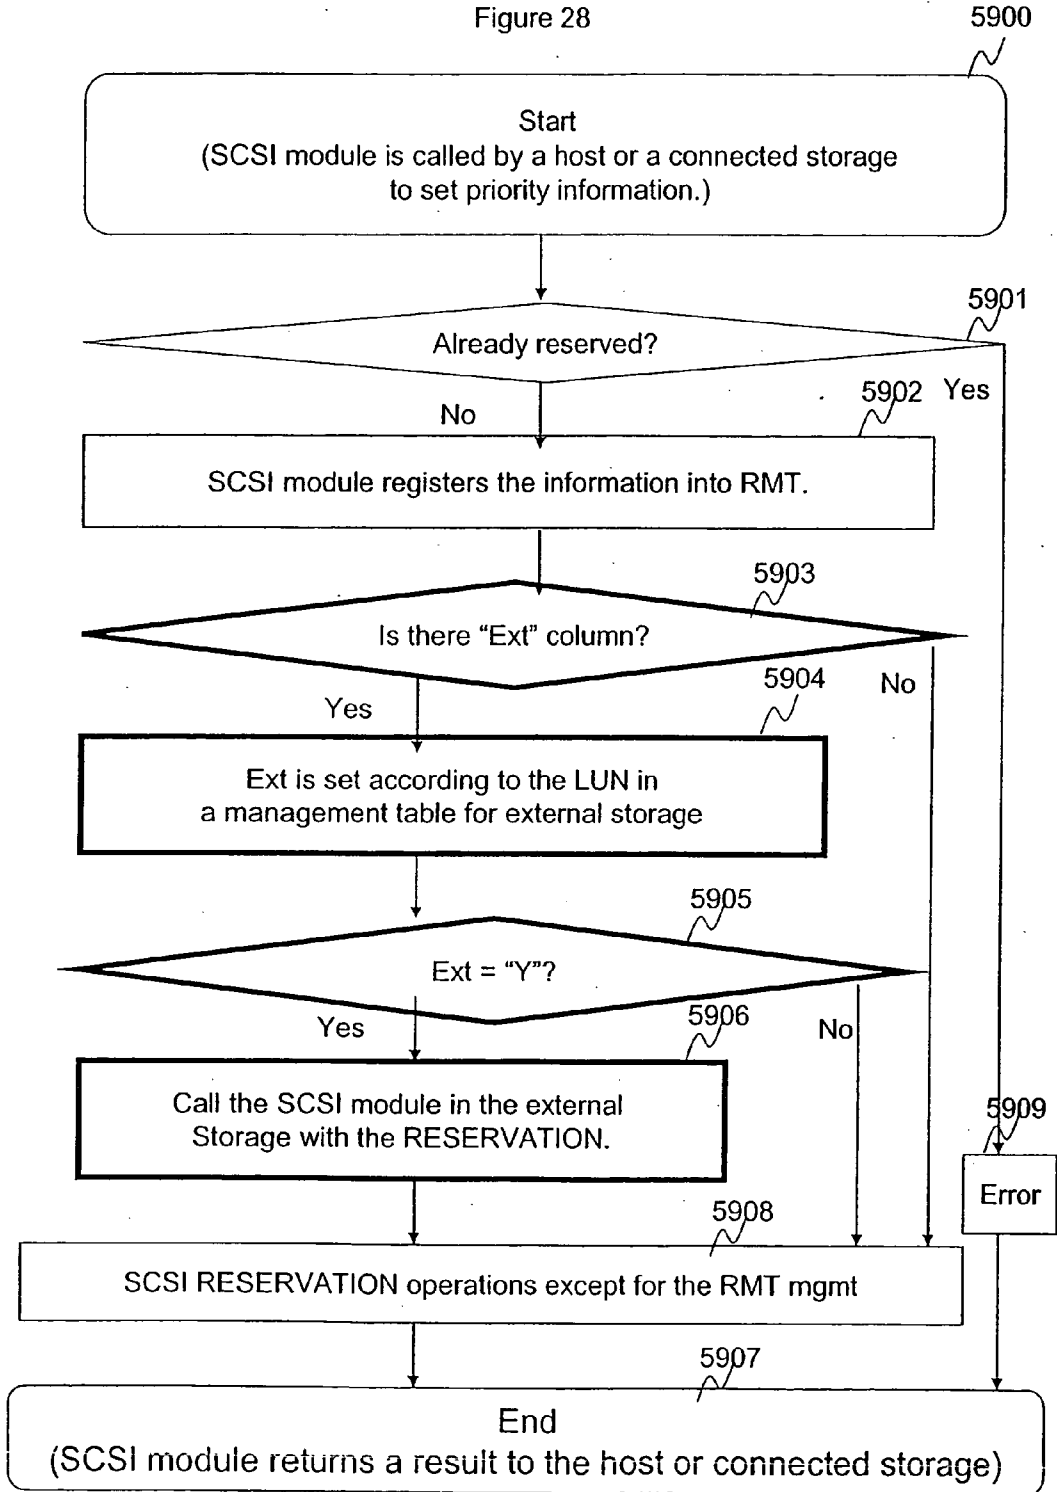 Figure 28
5900
Start
(SCSI module is called by a host or a connected storage
to set priority information.)
5901
Already reserved?
Yes
No
5902
SCSI module registers the information into RMT.
5903
Is there “Ext” column?
No
Yes
5904
Ext is set according to the LUN in
a management table for external storage
5905
Ext = “Y”?
Yes
No
5906
Call the SCSI module in the external
Storage with the RESERVATION.
5909
Error
5908
SCSI RESERVATION operations except for the RMT mgmt
5907
End
(SCSI module returns a result to the host or connected storage)